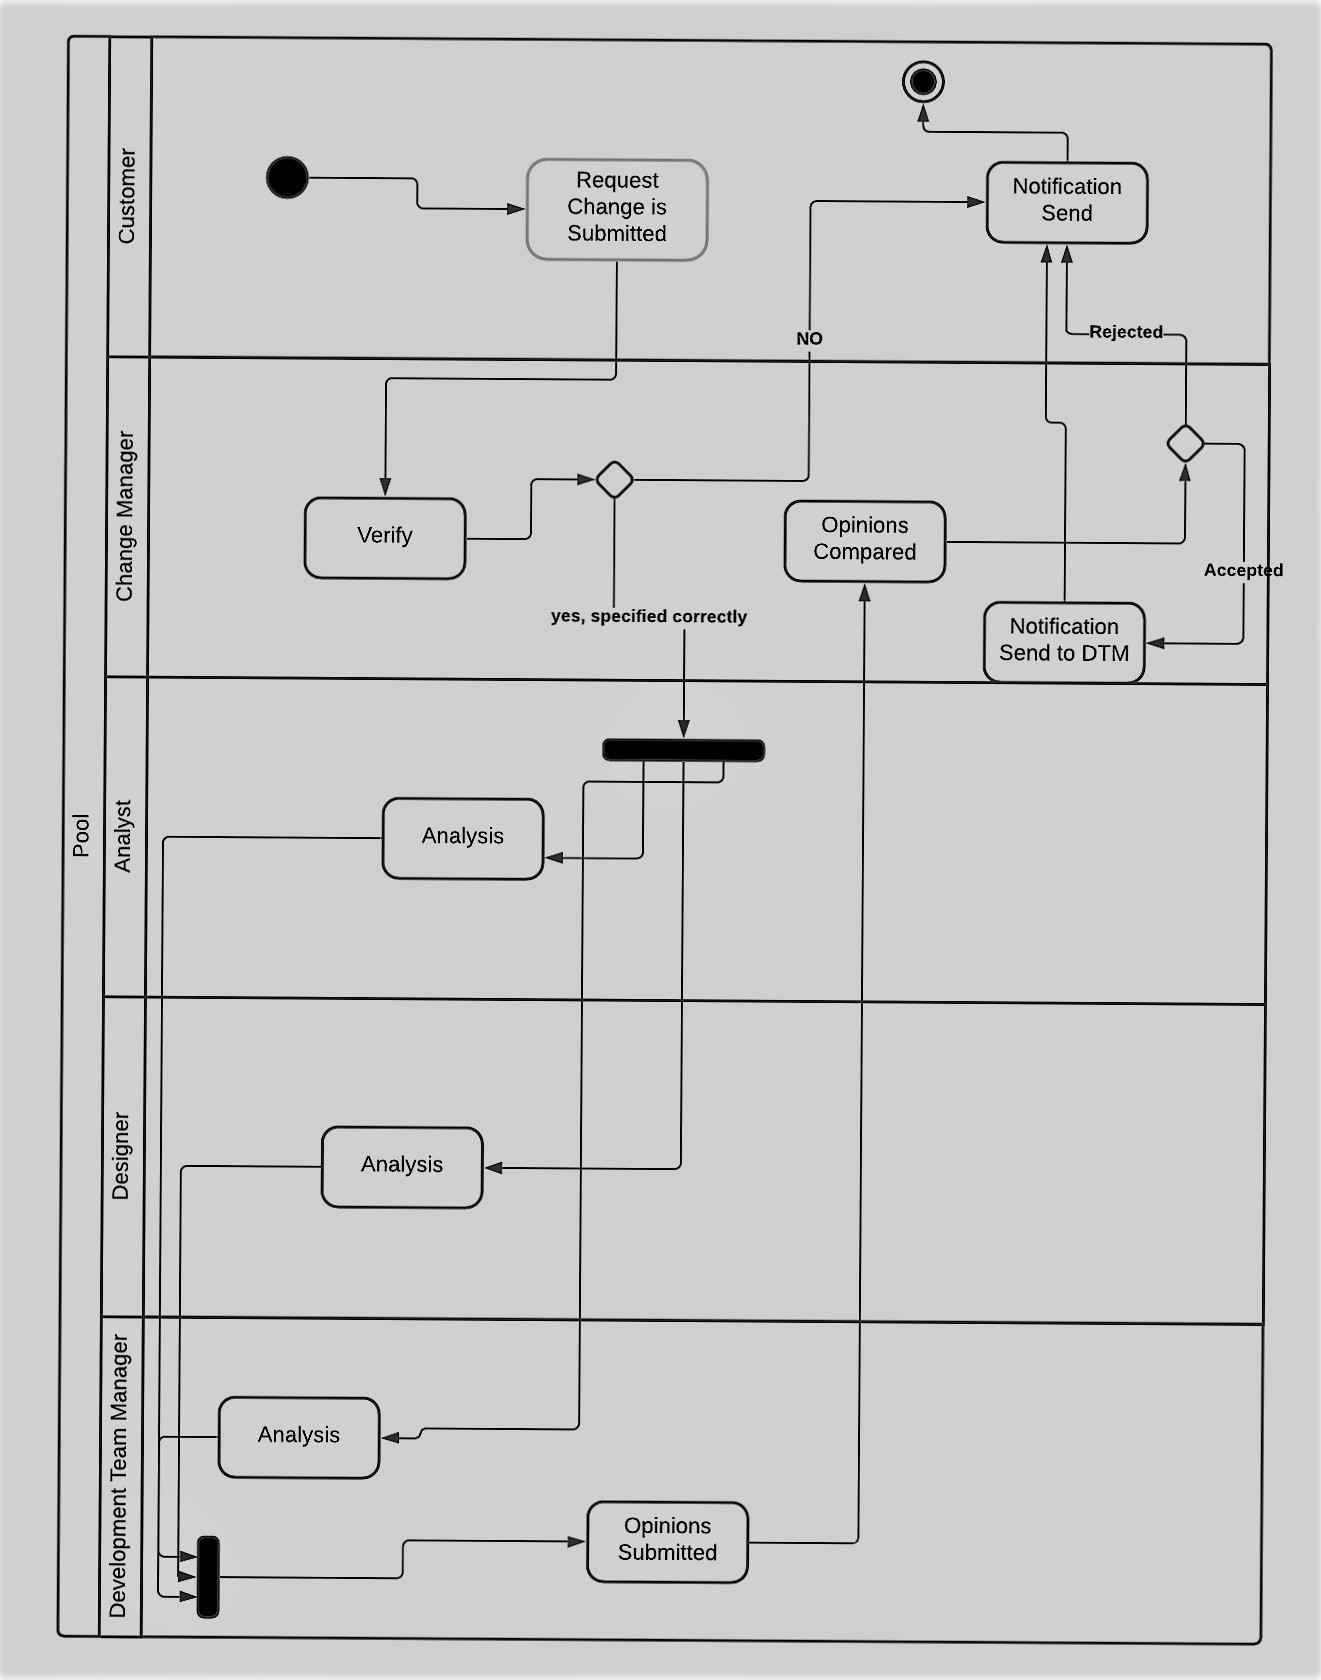 Pool
Customer
Request
Change is
Submitted
Notification
Send
NO
Rejected
Change Manager
Verify
Opinions
Compared
Accepted
yes, specified correctly
Notification
Send to DTM
Analyst
Analysis
Designer
Analysis
Development Team Manager
Analysis
Opinions
Submitted